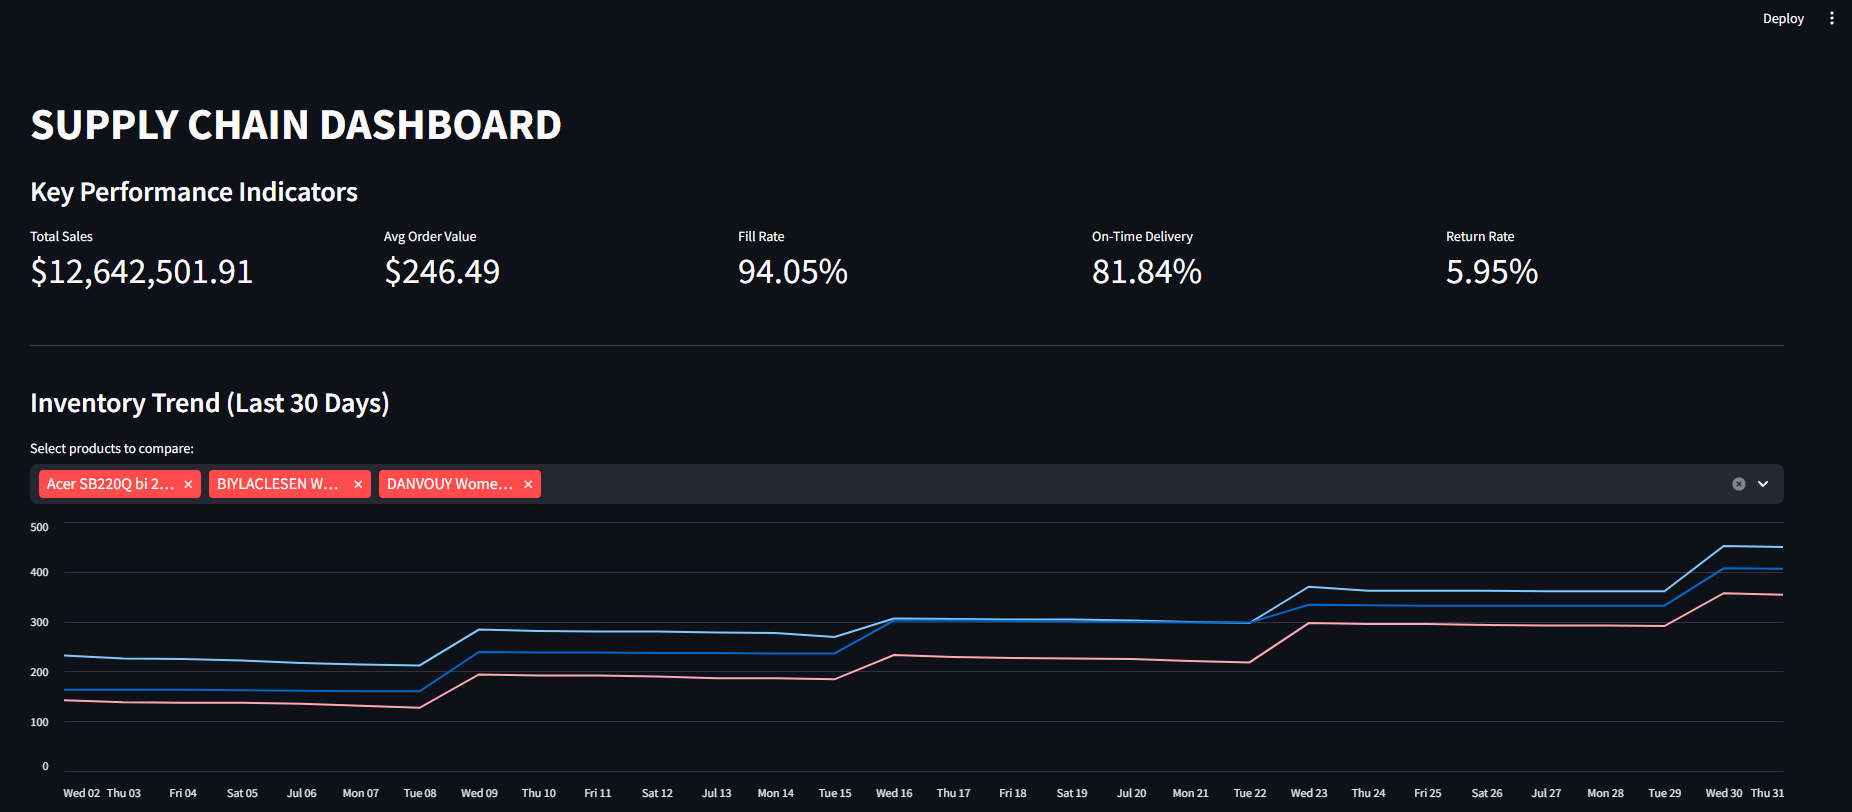 Deploy
SUPPLY CHAIN DASHBOARD
Key Performance Indicators
Total Sales
$12,642,501.91
Avg Order Value
$246.49
Fill Rate
94.05%
On-Time Delivery
81.84%
Return Rate
5.95%
Inventory Trend (Last 30 Days)
Select products to compare:
Acer SB220Q bi 2...
BIYLACLESEN W...
DANVOUY Wome...
500
400
300
200
100
0
Wed 02 Thu 03 Fri 04 Sat 05 Jul 06 Mon 07 Tue 08 Wed 09 Thu 10 Fri 11 Sat 12 Jul 13 Mon 14 Tue 15 Wed 16 Thu 17 Fri 18 Sat 19 Jul 20 Mon 21 Tue 22 Wed 23 Thu 24 Fri 25 Sat 26 Jul 27 Mon 28 Tue 29 Wed 30 Thu 31